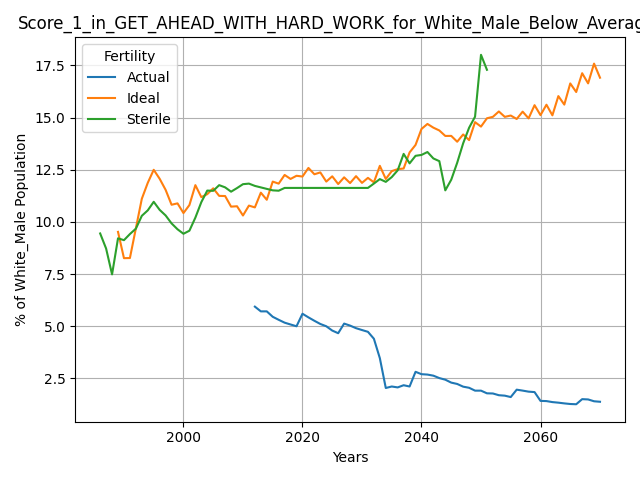 Score_1_in_GET_AHEAD_WITH_HARD_WORK_for_White_Male_Below_Averag
Fertility
Actual
Ideal
Sterile
17.5
15.0
12.5
10.0
7.5
5.0
2.5
% of White_Male Population
2000 2020 2040 2060
Years